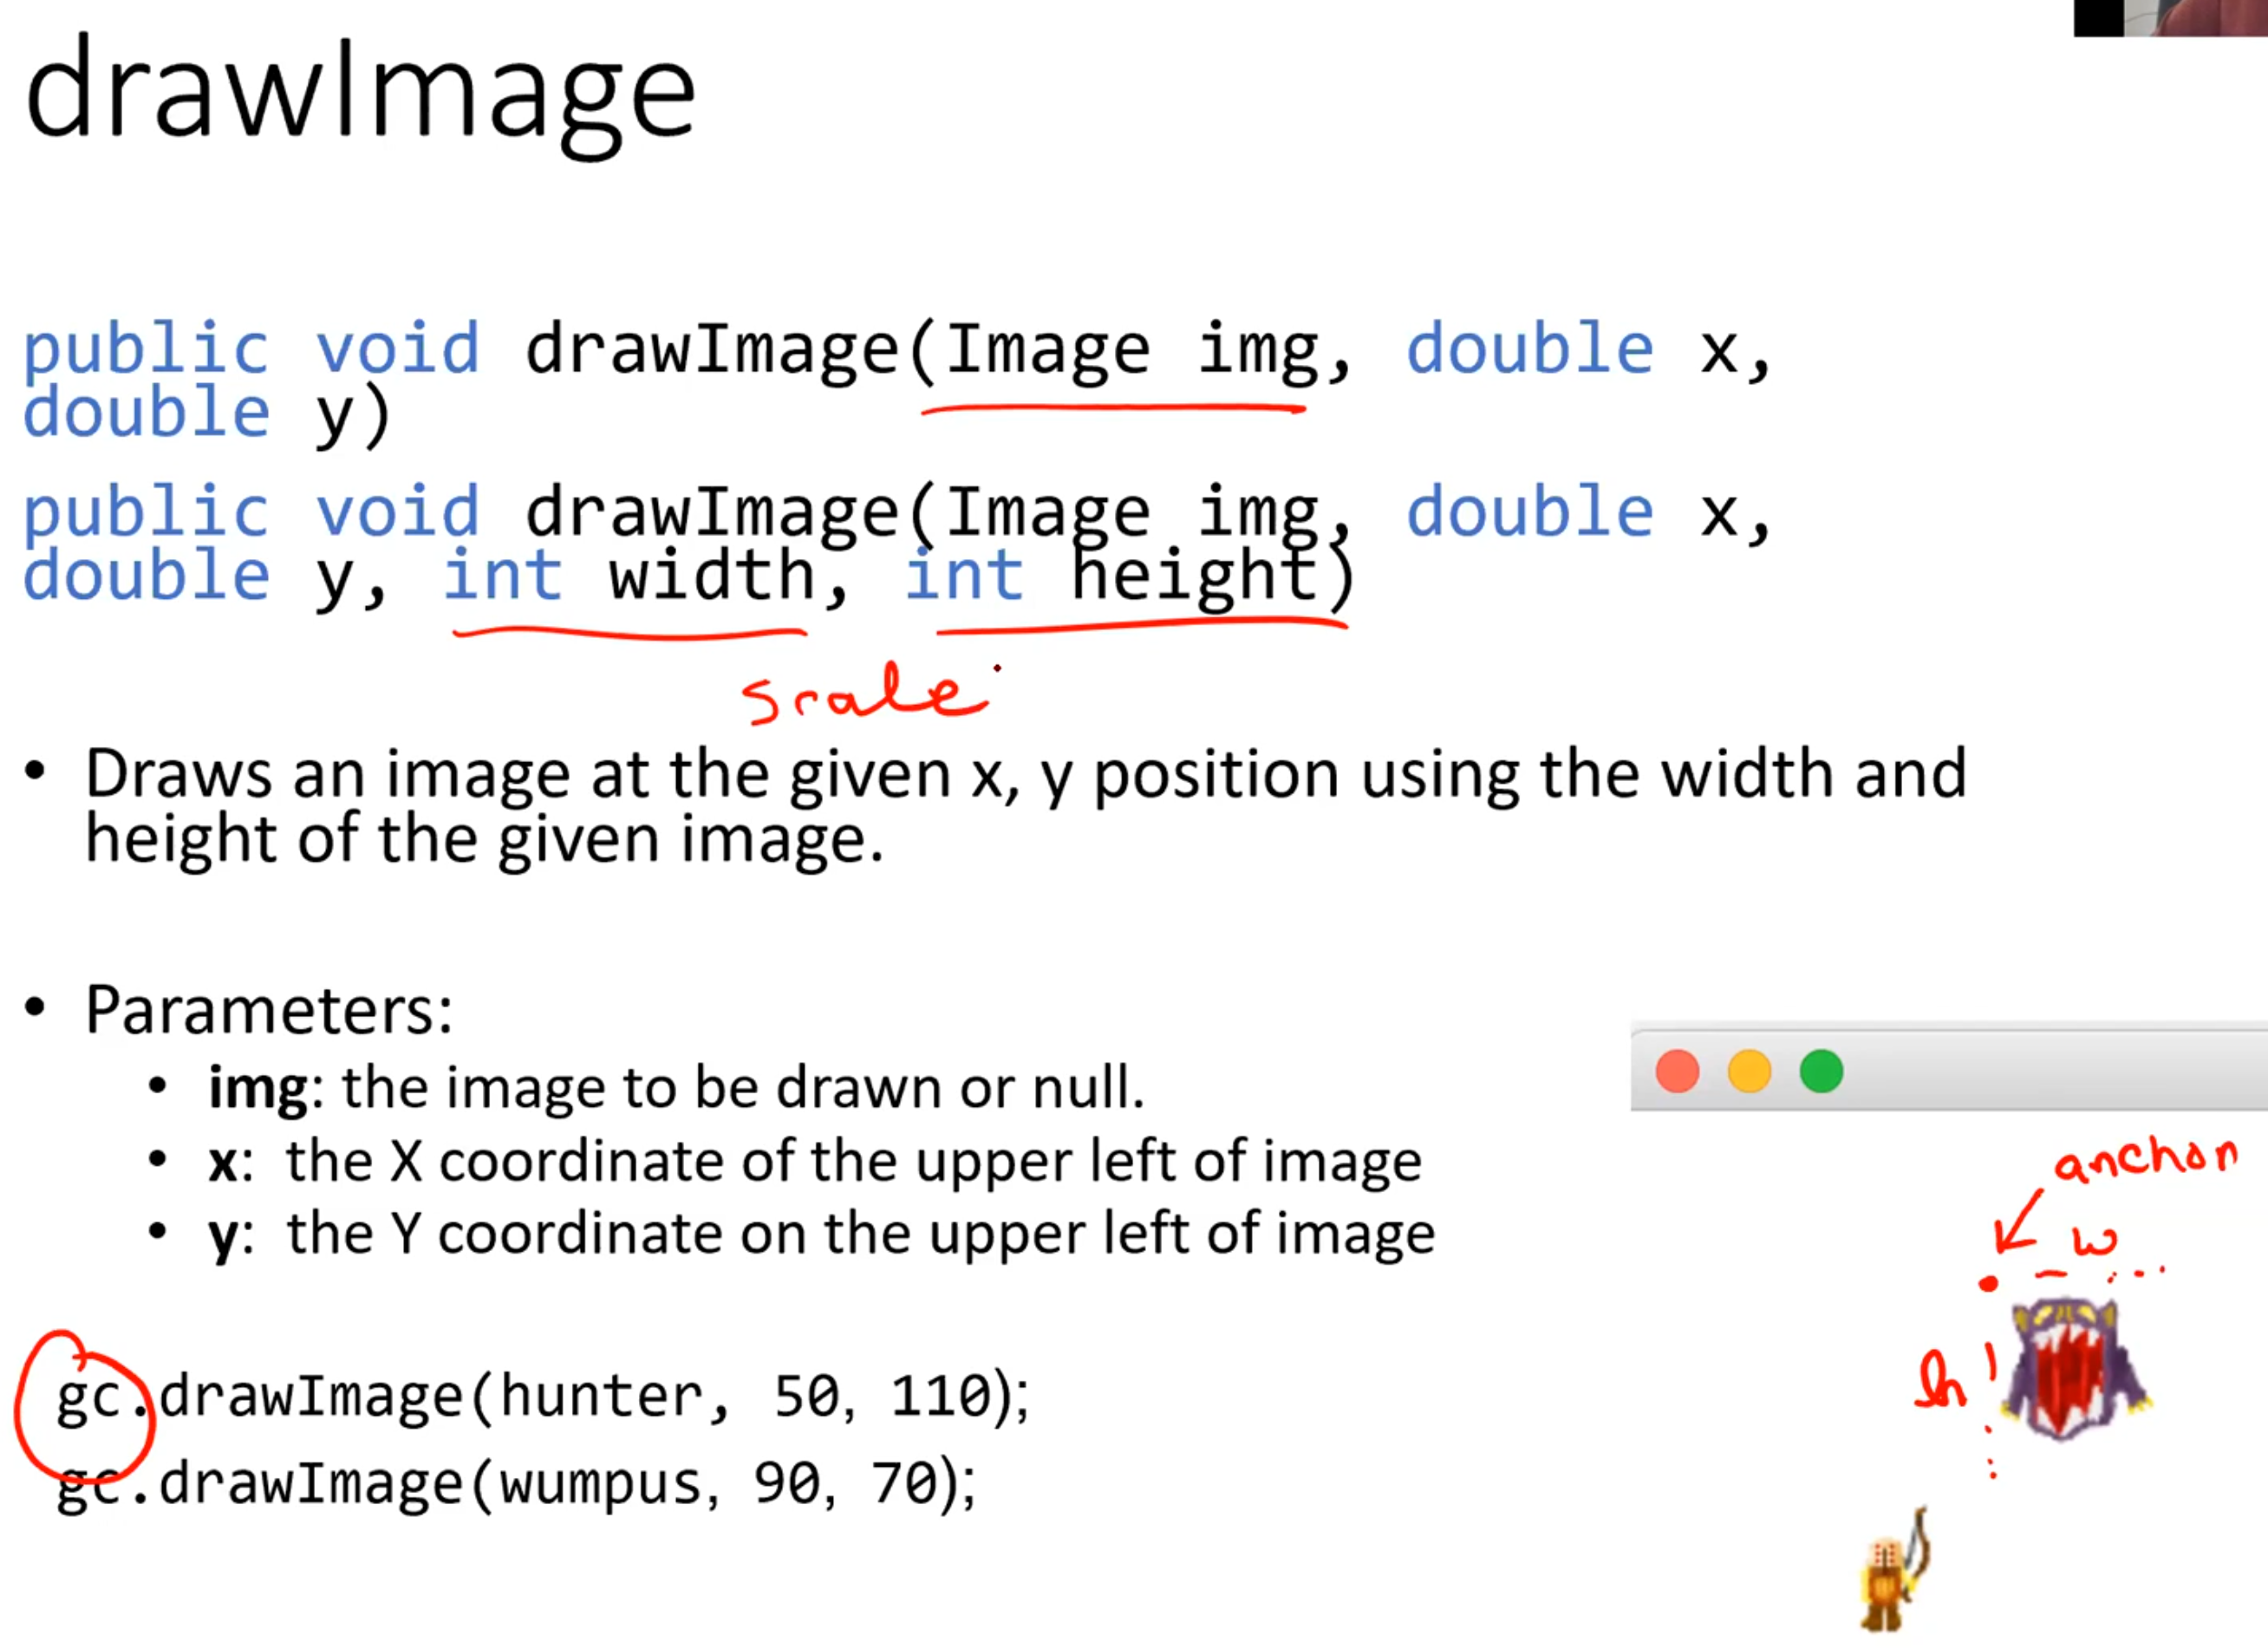 drawImage
public void drawImage(Image img, double x,
double y)
public void drawImage(Image img, double x,
double y, int width, int height)
scale
• Draws an image at the given x, y position using the width and
height of the given image.
• Parameters:
• img: the image to be drawn or null.
• x: the X coordinate of the upper left of image
• y: the Y coordinate on the upper left of image
anchor
w
h
gc.drawImage(hunter, 50, 110);
gc.drawImage(wumpus, 90, 70);